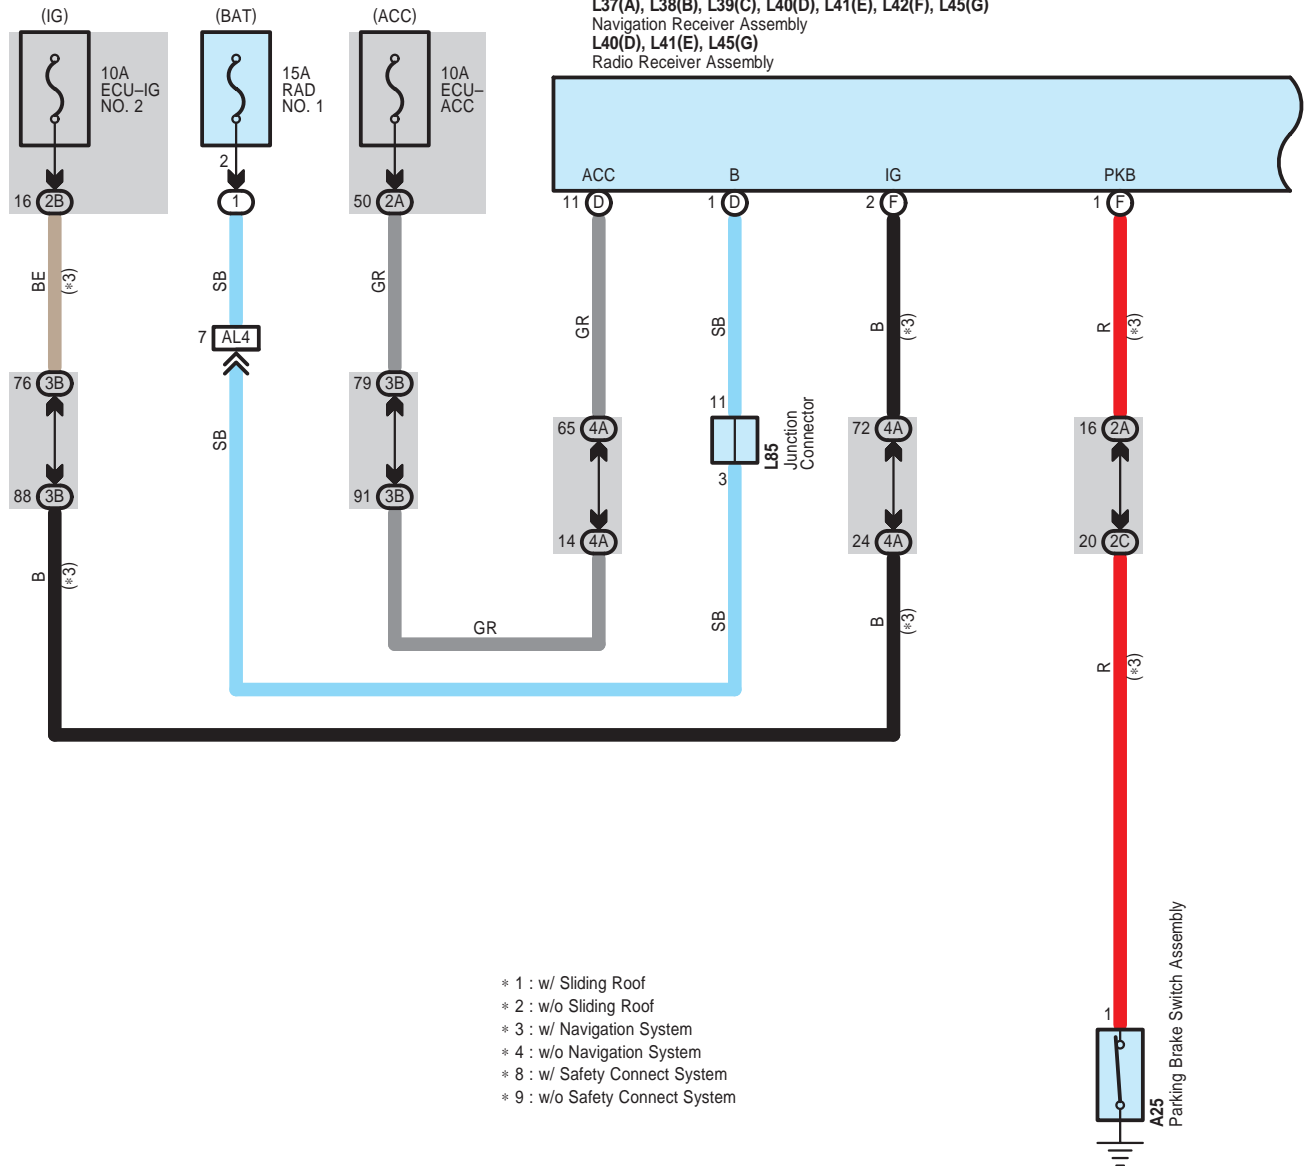 L37(A), L38(B), L39(C), L40(D), L41(E), L42(F), L45(G)
Navigation Receiver Assembly
L40(D), L41(E), L45(G)
Radio Receiver Assembly
(IG)
(BAT)
(ACC)
10A
ECU–IG
NO. 2
15A
RAD
NO. 1
10A
ECU–
ACC
ACC
B
IG
PKB
2
16 2B
1
50 2A
11 D
1 D
2 F
1 F
BE
(*3)
SB
GR
GR
SB
B
(*3)
R
(*3)
7 AL4
76 3B
79 3B
11
65 4A
72 4A
16 2A
SB
L85
Junction
Connector
3
88 3B
91 3B
14 4A
24 4A
20 2C
B
(*3)
GR
SB
B
(*3)
R
(*3)
* 1 : w/ Sliding Roof
* 2 : w/o Sliding Roof
* 3 : w/ Navigation System
* 4 : w/o Navigation System
* 8 : w/ Safety Connect System
* 9 : w/o Safety Connect System
1
A25
Parking Brake Switch Assembly